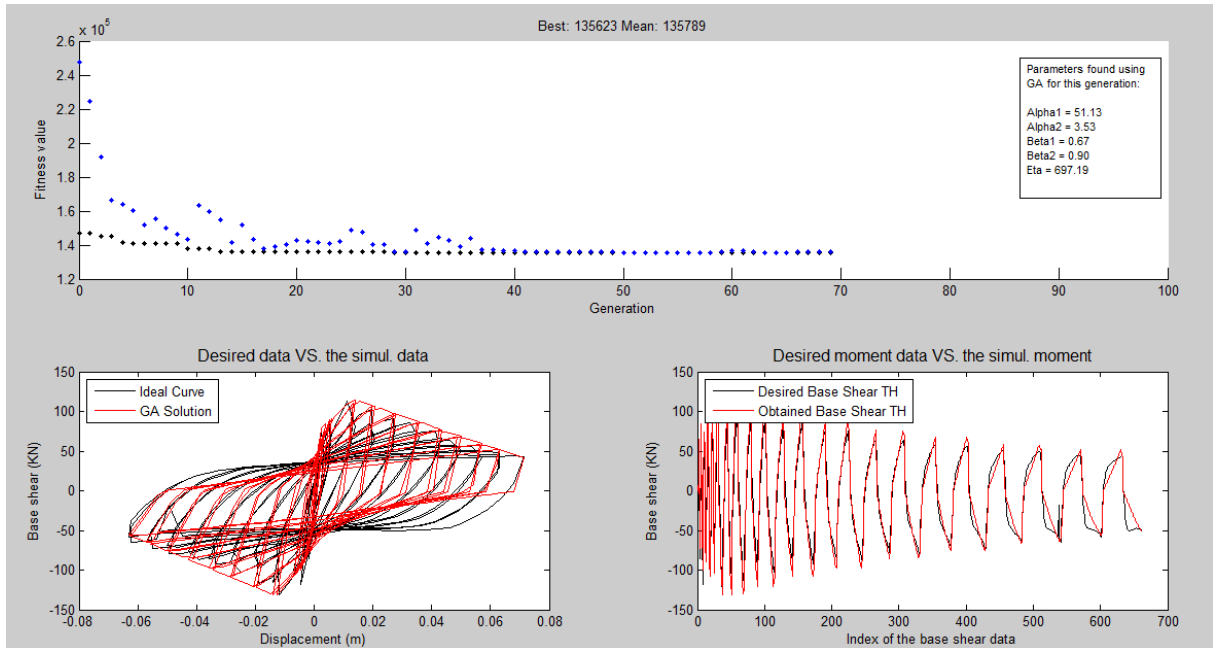 Best: 135623 Mean: 135789
x 10^5
2.6
2.4
2.2
2
1.8
1.6
1.4
1.2
Fitness value
0 10 20 30 40 50 60 70 80 90 100
Generation
Parameters found using
GA for this generation:
Alpha1 = 51.13
Alpha2 = 3.53
Beta1 = 0.67
Beta2 = 0.90
Eta = 697.19
Desired data VS. the simul. data
Ideal Curve
GA Solution
150
100
50
0
-50
-100
-150
Base shear (KN)
-0.08 -0.06 -0.04 -0.02 0 0.02 0.04 0.06 0.08
Displacement (m)
Desired moment data VS. the simul. moment
Desired Base Shear TH
Obtained Base Shear TH
150
100
50
0
-50
-100
-150
Base shear (KN)
0 100 200 300 400 500 600 700
Index of the base shear data